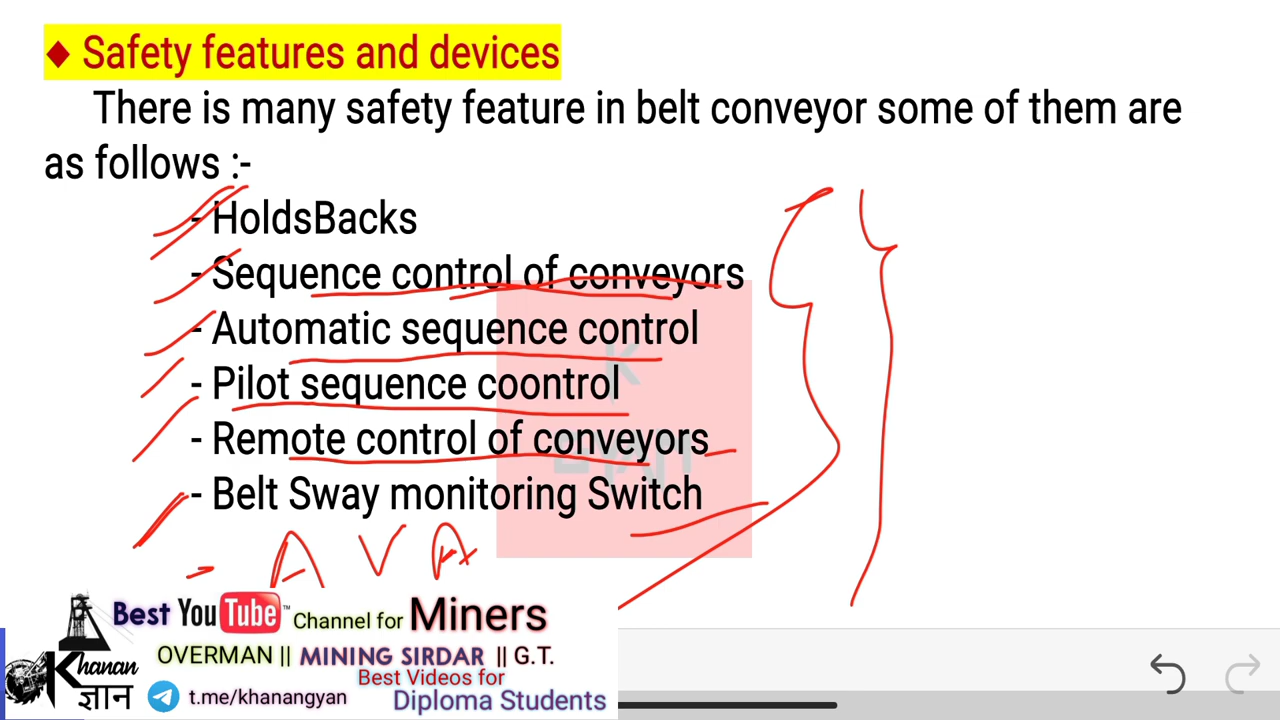 ♦ Safety features and devices
There is many safety feature in belt conveyor some of them are
as follows :-
- HoldsBacks
- Sequence control of conveyors
- Automatic sequence control
- Pilot sequence coontrol
- Remote control of conveyors
- Belt Sway monitoring Switch
- A V A
Best YouTube™ Channel for Miners
OVERMAN || MINING SIRDAR || G.T.
Best Videos for
Khanan
ज्ञान
t.me/khanangyan
Diploma Students